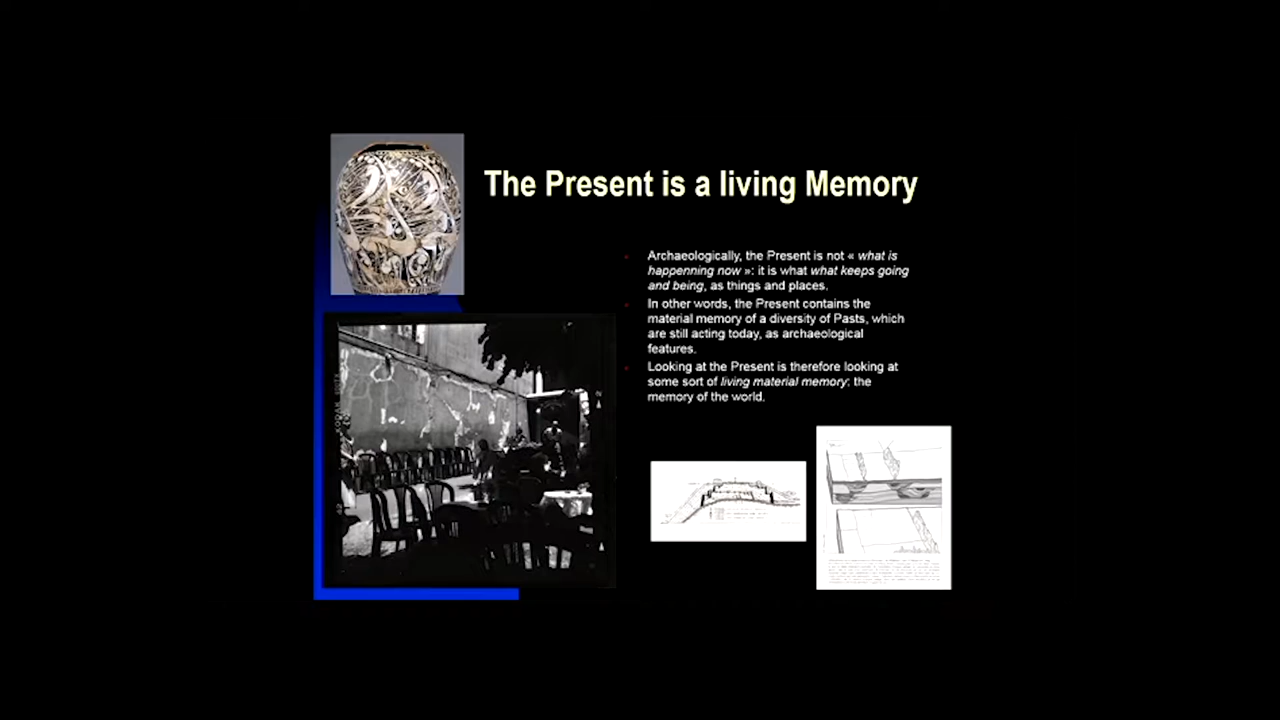 The Present is a living Memory
Archaeologically, the Present is not « what is
happenning now »: it is what what keeps going
and being, as things and places.
In other words, the Present contains the
material memory of a diversity of Pasts, which
are still acting today, as archaeological
features.
Looking at the Present is therefore looking at
some sort of living material memory: the
memory of the world.